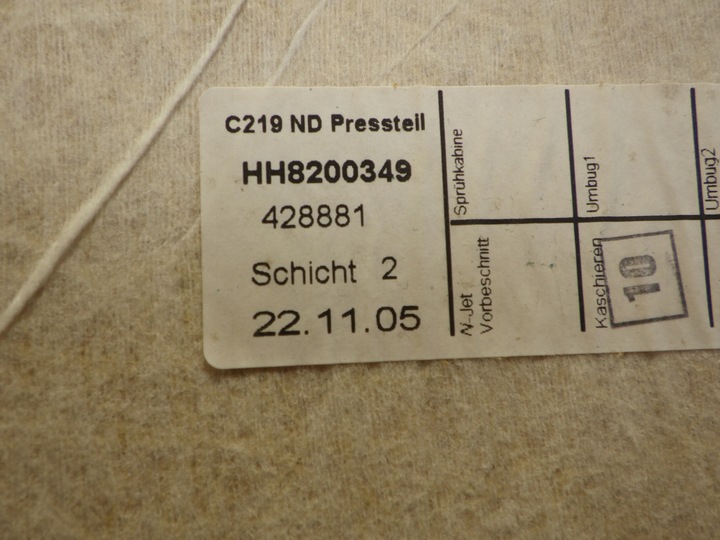 C219 ND Pressteil
HH8200349
428881
Schicht 2
22.11.05
Sprühkabine
Umbug1
Umbug2
N-Jet
Vorbeschnitt
Kaschieren
10